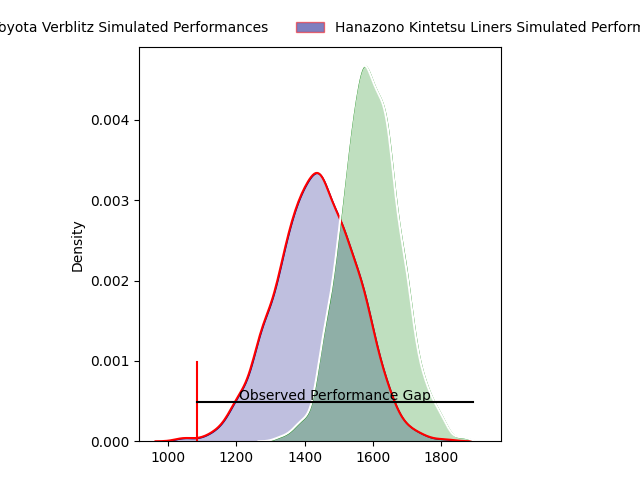 oyota Verblitz Simulated Performances
Hanazono Kintetsu Liners Simulated Perform
Density
0.004
0.003
0.002
0.001
0.000
Observed Performance Gap
1000 1200 1400 1600 1800